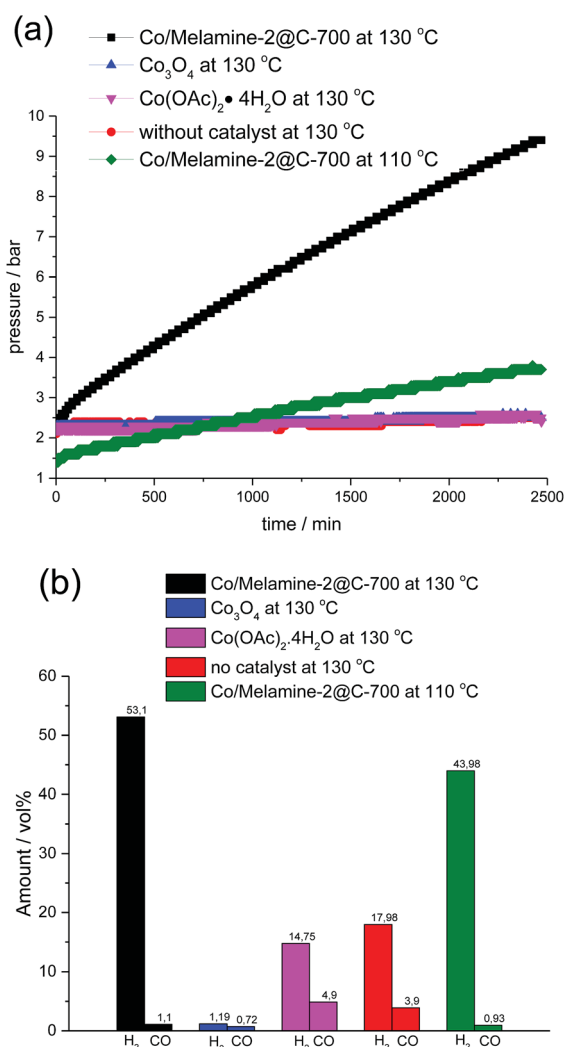 (a)
Co/Melamine-2@C-700 at 130 °C
Co₃O₄ at 130 °C
Co(OAc)₂• 4H₂O at 130 °C
without catalyst at 130 °C
Co/Melamine-2@C-700 at 110 °C
10
9
8
7
6
5
4
3
2
1
pressure / bar
0 500 1000 1500 2000 2500
time / min
(b)
Co/Melamine-2@C-700 at 130 °C
Co₃O₄ at 130 °C
Co(OAc)₂.4H₂O at 130 °C
no catalyst at 130 °C
Co/Melamine-2@C-700 at 110 °C
60
50
40
30
20
10
0
Amount / vol%
53,1
1,1
1,19
0,72
14,75
4,9
17,98
3,9
43,98
0,93
H₂ CO H₂ CO H₂ CO H₂ CO H₂ CO